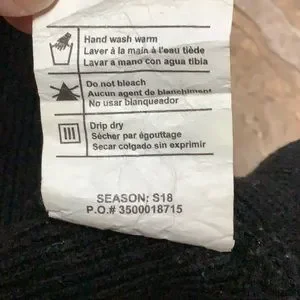 Hand wash warm
Laver à la main à l'eau tiède
Lavar a mano con agua tibia
Do not bleach
Aucun agent de blanchiment
No usar blanqueador
Drip dry
Sécher par égouttage
Secar colgado sin exprimir
SEASON: S18
P.O.# 3500018715